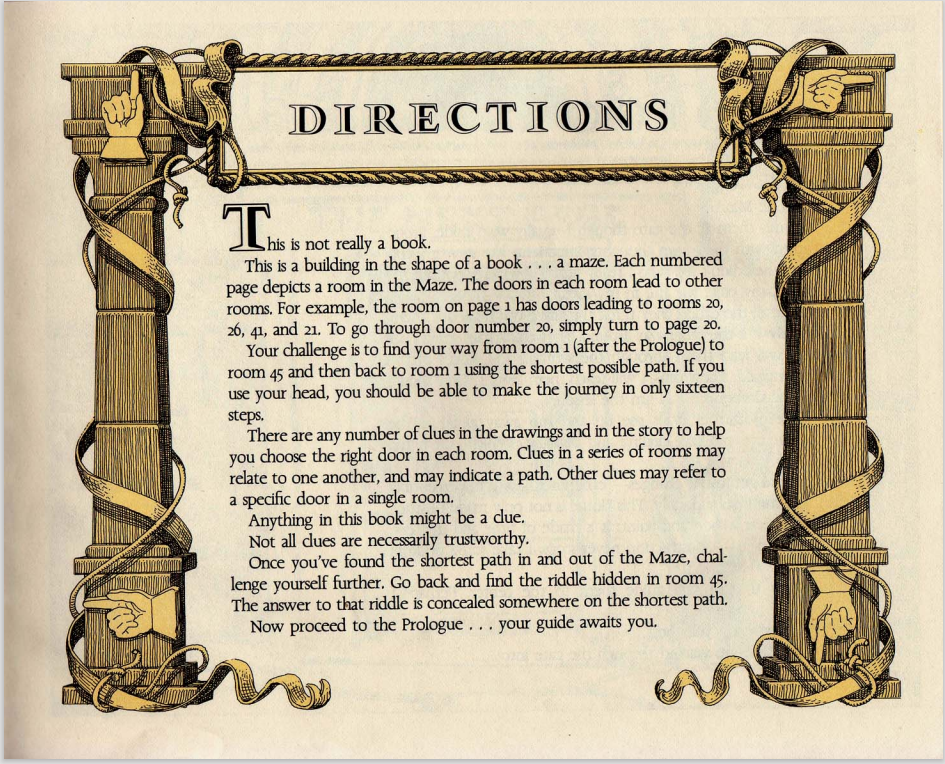 DIRECTIONS
This is not really a book.
This is a building in the shape of a book . . . a maze. Each numbered
page depicts a room in the Maze. The doors in each room lead to other
rooms. For example, the room on page 1 has doors leading to rooms 20,
26, 41, and 21. To go through door number 20, simply turn to page 20.
Your challenge is to find your way from room 1 (after the Prologue) to
room 45 and then back to room 1 using the shortest possible path. If you
use your head, you should be able to make the journey in only sixteen
steps.
There are any number of clues in the drawings and in the story to help
you choose the right door in each room. Clues in a series of rooms may
relate to one another, and may indicate a path. Other clues may refer to
a specific door in a single room.
Anything in this book might be a clue.
Not all clues are necessarily trustworthy.
Once you've found the shortest path in and out of the Maze, chal-
lenge yourself further. Go back and find the riddle hidden in room 45.
The answer to that riddle is concealed somewhere on the shortest path.
Now proceed to the Prologue . . . your guide awaits you.